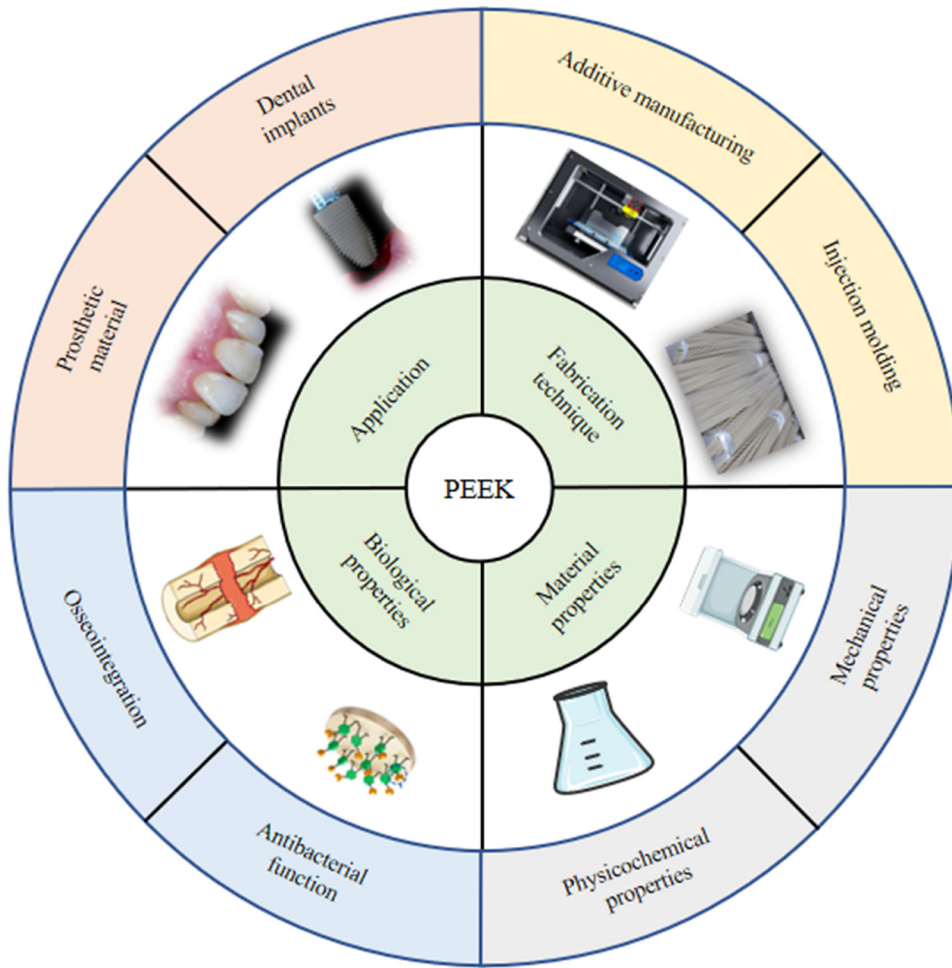 Dental
implants
Additive manufacturing
Prosthetic
material
Injection molding
Application
Fabrication
technique
PEEK
Biological
properties
Material
properties
Osseointegration
Mechanical
properties
Antibacterial
function
Physicochemical
properties